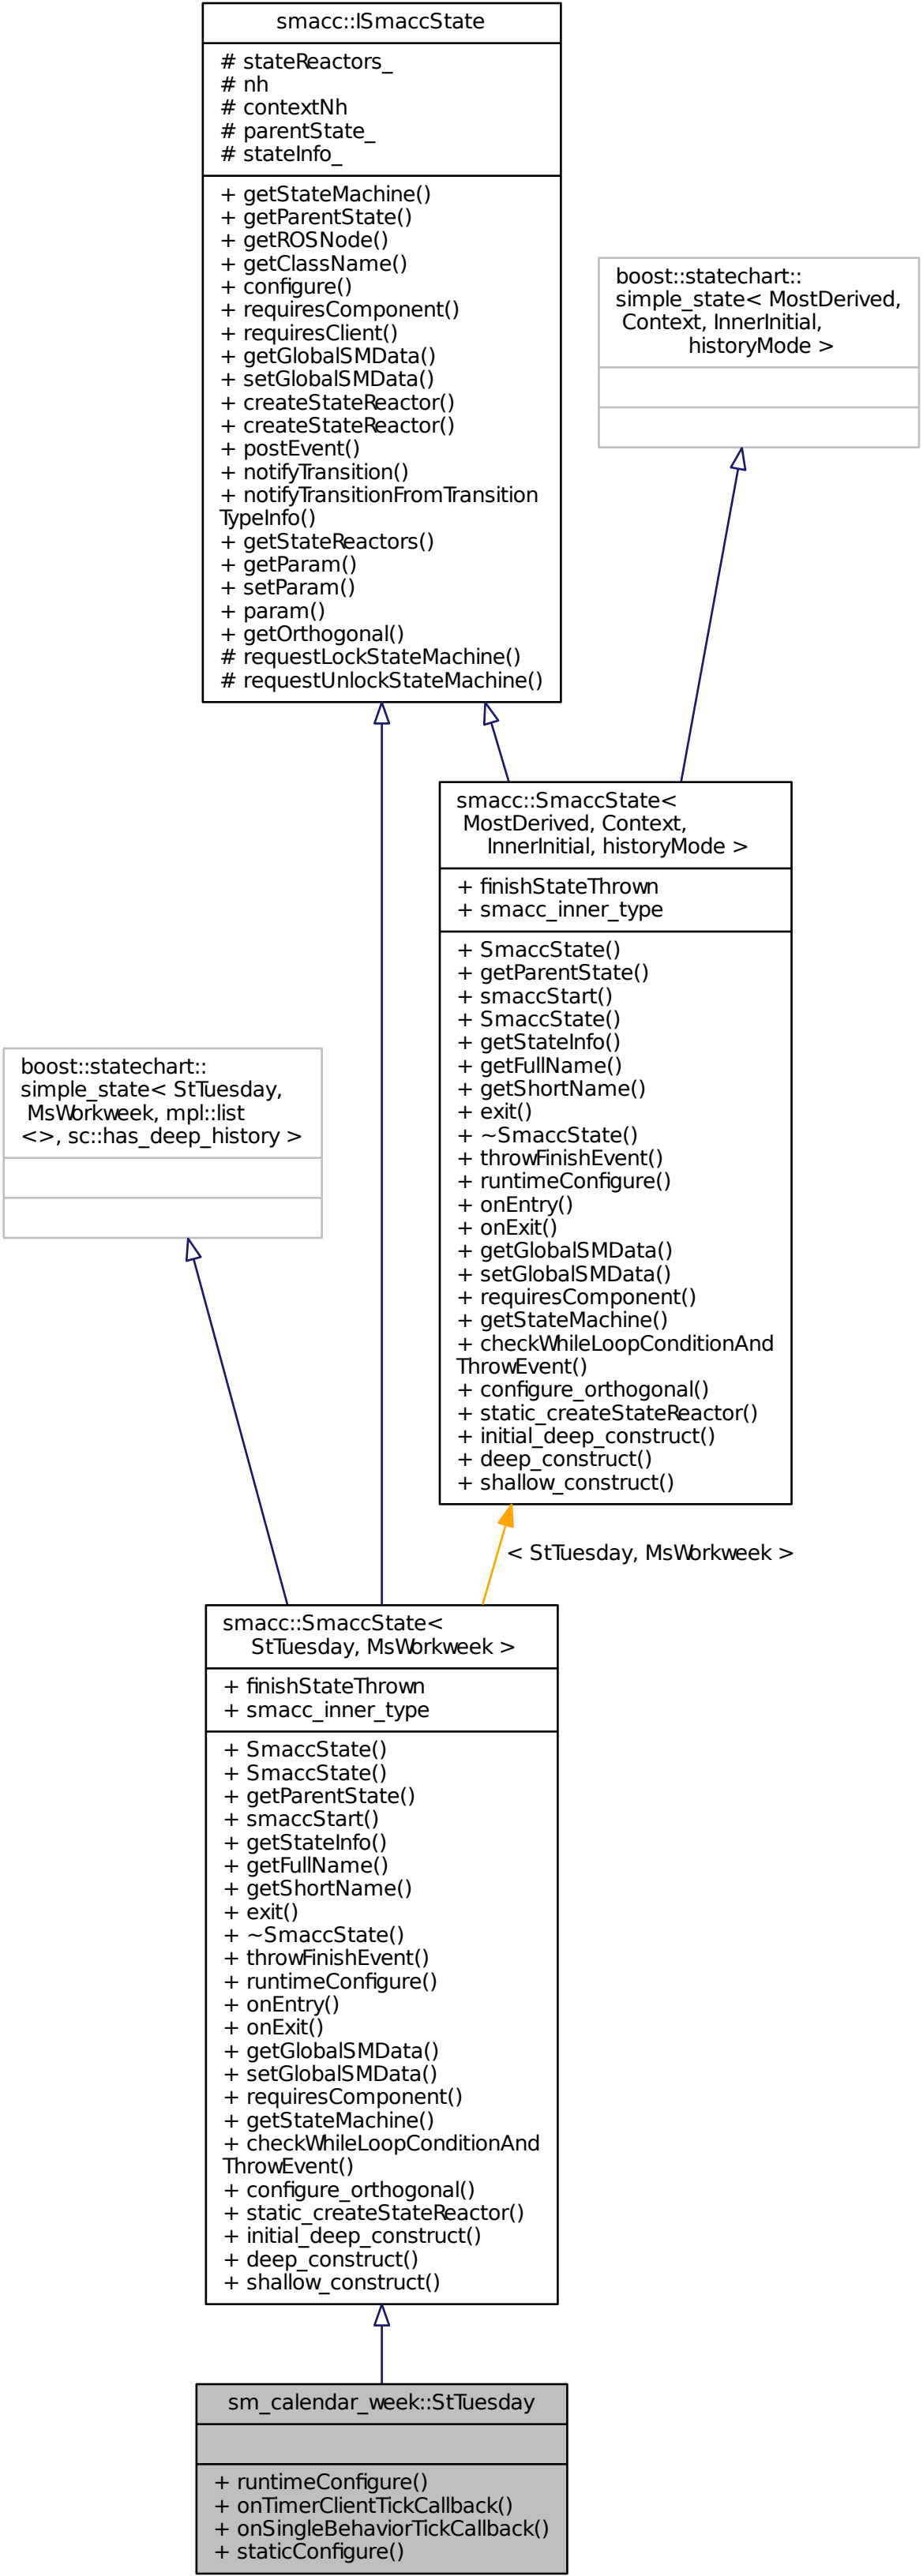 smacc::ISmaccState
# stateReactors_
# nh
# contextNh
# parentState_
# stateInfo_
+ getStateMachine()
+ getParentState()
+ getROSNode()
+ getClassName()
+ configure()
+ requiresComponent()
+ requiresClient()
+ getGlobalSMData()
+ setGlobalSMData()
+ createStateReactor()
+ createStateReactor()
+ postEvent()
+ notifyTransition()
+ notifyTransitionFromTransition
TypeInfo()
+ getStateReactors()
+ getParam()
+ setParam()
+ param()
+ getOrthogonal()
# requestLockStateMachine()
# requestUnlockStateMachine()
boost::statechart::
simple_state< MostDerived,
Context, InnerInitial,
historyMode >
smacc::SmaccState<
MostDerived, Context,
InnerInitial, historyMode >
+ finishStateThrown
+ smacc_inner_type
+ SmaccState()
+ getParentState()
+ smaccStart()
+ SmaccState()
+ getStateInfo()
+ getFullName()
+ getShortName()
+ exit()
+ ~SmaccState()
+ throwFinishEvent()
+ runtimeConfigure()
+ onEntry()
+ onExit()
+ getGlobalSMData()
+ setGlobalSMData()
+ requiresComponent()
+ getStateMachine()
+ checkWhileLoopConditionAnd
ThrowEvent()
+ configure_orthogonal()
+ static_createStateReactor()
+ initial_deep_construct()
+ deep_construct()
+ shallow_construct()
boost::statechart::
simple_state< StTuesday,
MsWorkweek, mpl::list
<>, sc::has_deep_history >
< StTuesday, MsWorkweek >
smacc::SmaccState<
StTuesday, MsWorkweek >
+ finishStateThrown
+ smacc_inner_type
+ SmaccState()
+ SmaccState()
+ getParentState()
+ smaccStart()
+ getStateInfo()
+ getFullName()
+ getShortName()
+ exit()
+ ~SmaccState()
+ throwFinishEvent()
+ runtimeConfigure()
+ onEntry()
+ onExit()
+ getGlobalSMData()
+ setGlobalSMData()
+ requiresComponent()
+ getStateMachine()
+ checkWhileLoopConditionAnd
ThrowEvent()
+ configure_orthogonal()
+ static_createStateReactor()
+ initial_deep_construct()
+ deep_construct()
+ shallow_construct()
sm_calendar_week::StTuesday
+ runtimeConfigure()
+ onTimerClientTickCallback()
+ onSingleBehaviorTickCallback()
+ staticConfigure()